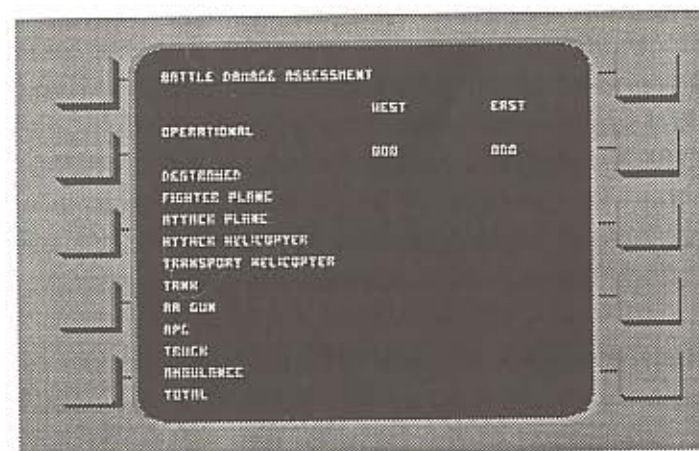 BATTLE DAMAGE ASSESSMENT
WEST EAST
OPERATIONAL
000 000
DESTROYED
FIGHTER PLANE
ATTACK PLANE
ATTACK HELICOPTER
TRANSPORT HELICOPTER
TANK
AA GUN
APC
TRUCK
AMBULANCE
TOTAL